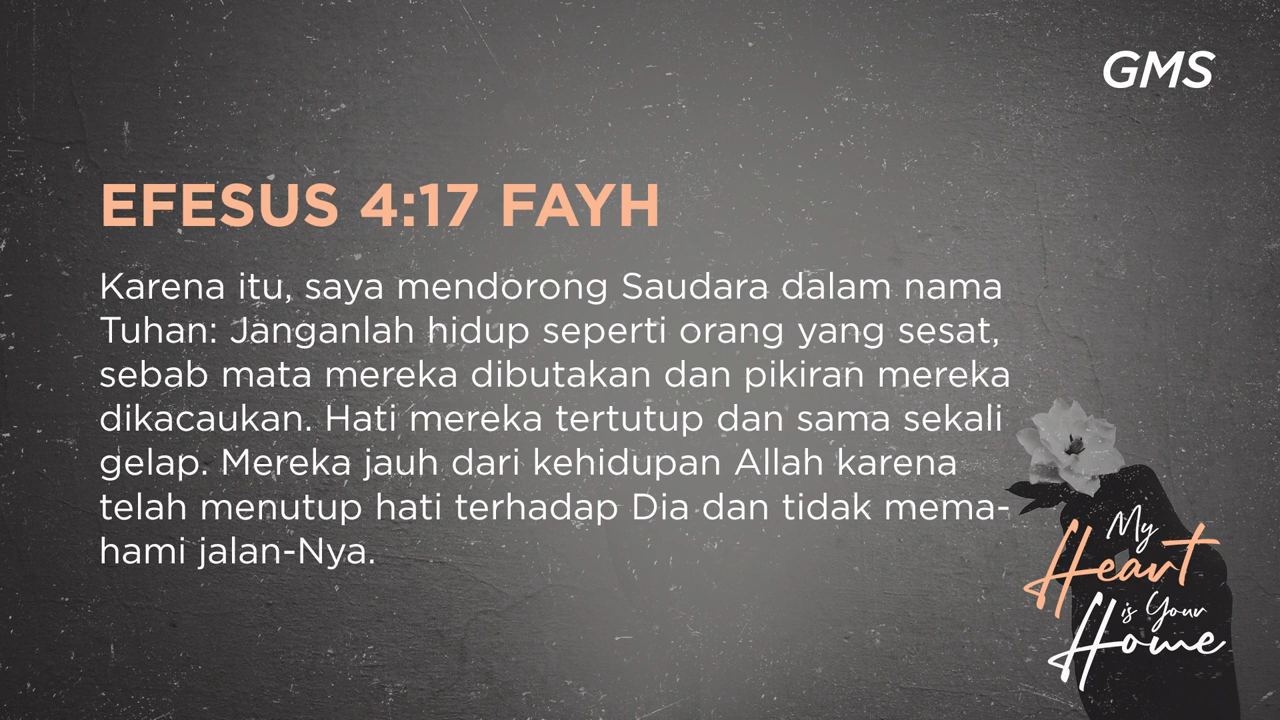 GMS
EFESUS 4:17 FAYH
Karena itu, saya mendorong Saudara dalam nama
Tuhan: Janganlah hidup seperti orang yang sesat,
sebab mata mereka dibutakan dan pikiran mereka
dikacaukan. Hati mereka tertutup dan sama sekali
gelap. Mereka jauh dari kehidupan Allah karena
telah menutup hati terhadap Dia dan tidak mema-
hami jalan-Nya.
My
Heart
is Your
Home